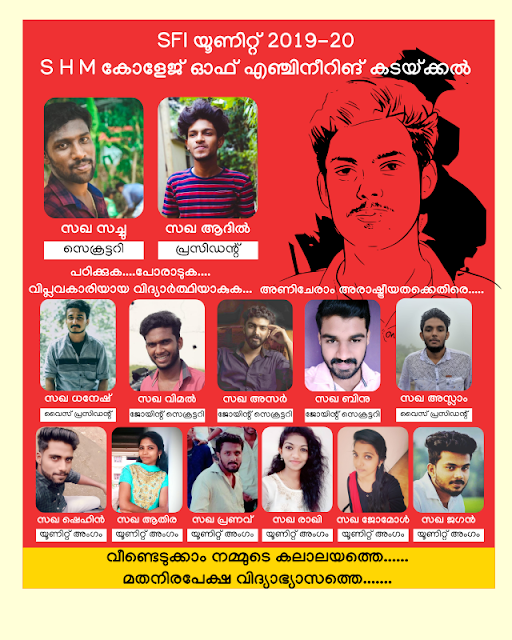 SFI യൂണിറ്റ് 2019-20
S H M കോളേജ് ഓഫ് എഞ്ചിനീറിങ് കടയ്ക്കൽ
സഖ സച്ചു
സഖ ആദിൽ
സെക്രട്ടറി
പ്രസിഡന്റ്
പഠിക്കുക....പോരാടുക....
വിപ്ലവകാരിയായ വിദ്യാർത്ഥിയാകുക...
അണിചേരാം അരാഷ്ട്രീയതക്കെതിരെ.....
സഖ ധനേഷ്
സഖ വിമൽ
സഖ അസർ
സഖ ബിനു
സഖ അസ്ലാം
വൈസ് പ്രസിഡന്റ്
ജോയിന്റ് സെക്രട്ടറി
ജോയിന്റ് സെക്രട്ടറി
ജോയിന്റ് സെക്രട്ടറി
വൈസ് പ്രസിഡന്റ്
സഖ ഷെഹിൻ
സഖ ആതിര
സഖ പ്രണവ്
സഖ രാഖി
സഖ ജോമോൾ
സഖ ജഗൻ
യൂണിറ്റ് അംഗം
യൂണിറ്റ് അംഗം
യൂണിറ്റ് അംഗം
യൂണിറ്റ് അംഗം
യൂണിറ്റ് അംഗം
യൂണിറ്റ് അംഗം
വീണ്ടെടുക്കാം നമ്മുടെ കലാലയത്തെ......
മതനിരപേക്ഷ വിദ്യാഭ്യാസത്തെ.......